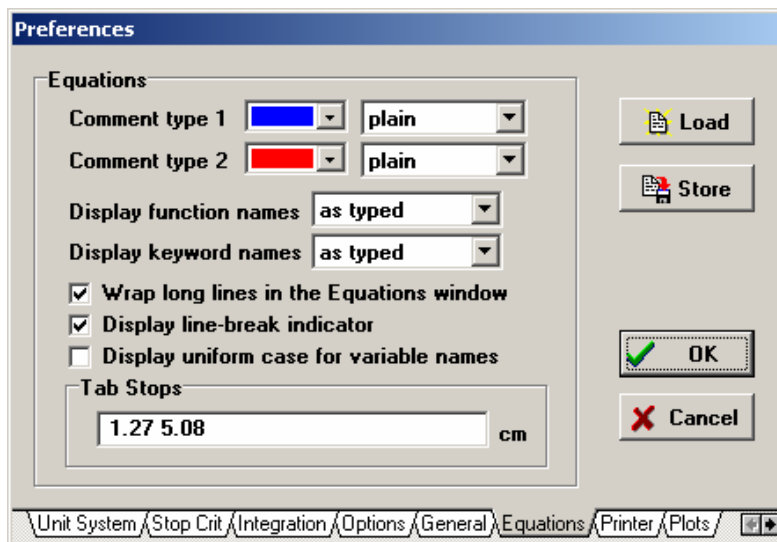 Preferences
Equations
Comment type 1 plain
Comment type 2 plain
Display function names as typed
Display keyword names as typed
Wrap long lines in the Equations window
Display line-break indicator
Display uniform case for variable names
Tab Stops
1.27 5.08 cm
Load
Store
OK
Cancel
Unit System Stop Crit Integration Options General Equations Printer Plots